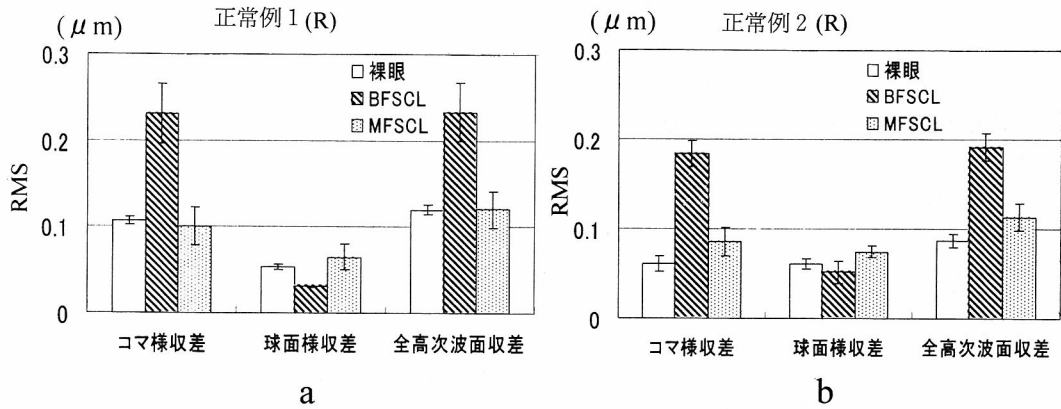 (μm) 正常例1(R)
0.3
0.2
0.1
0
RMS
裸眼
BFSCL
MFSCL
コマ様収差 球面様収差 全高次波面収差
a
(μm) 正常例2(R)
0.3
0.2
0.1
0
RMS
裸眼
BFSCL
MFSCL
コマ様収差 球面様収差 全高次波面収差
b